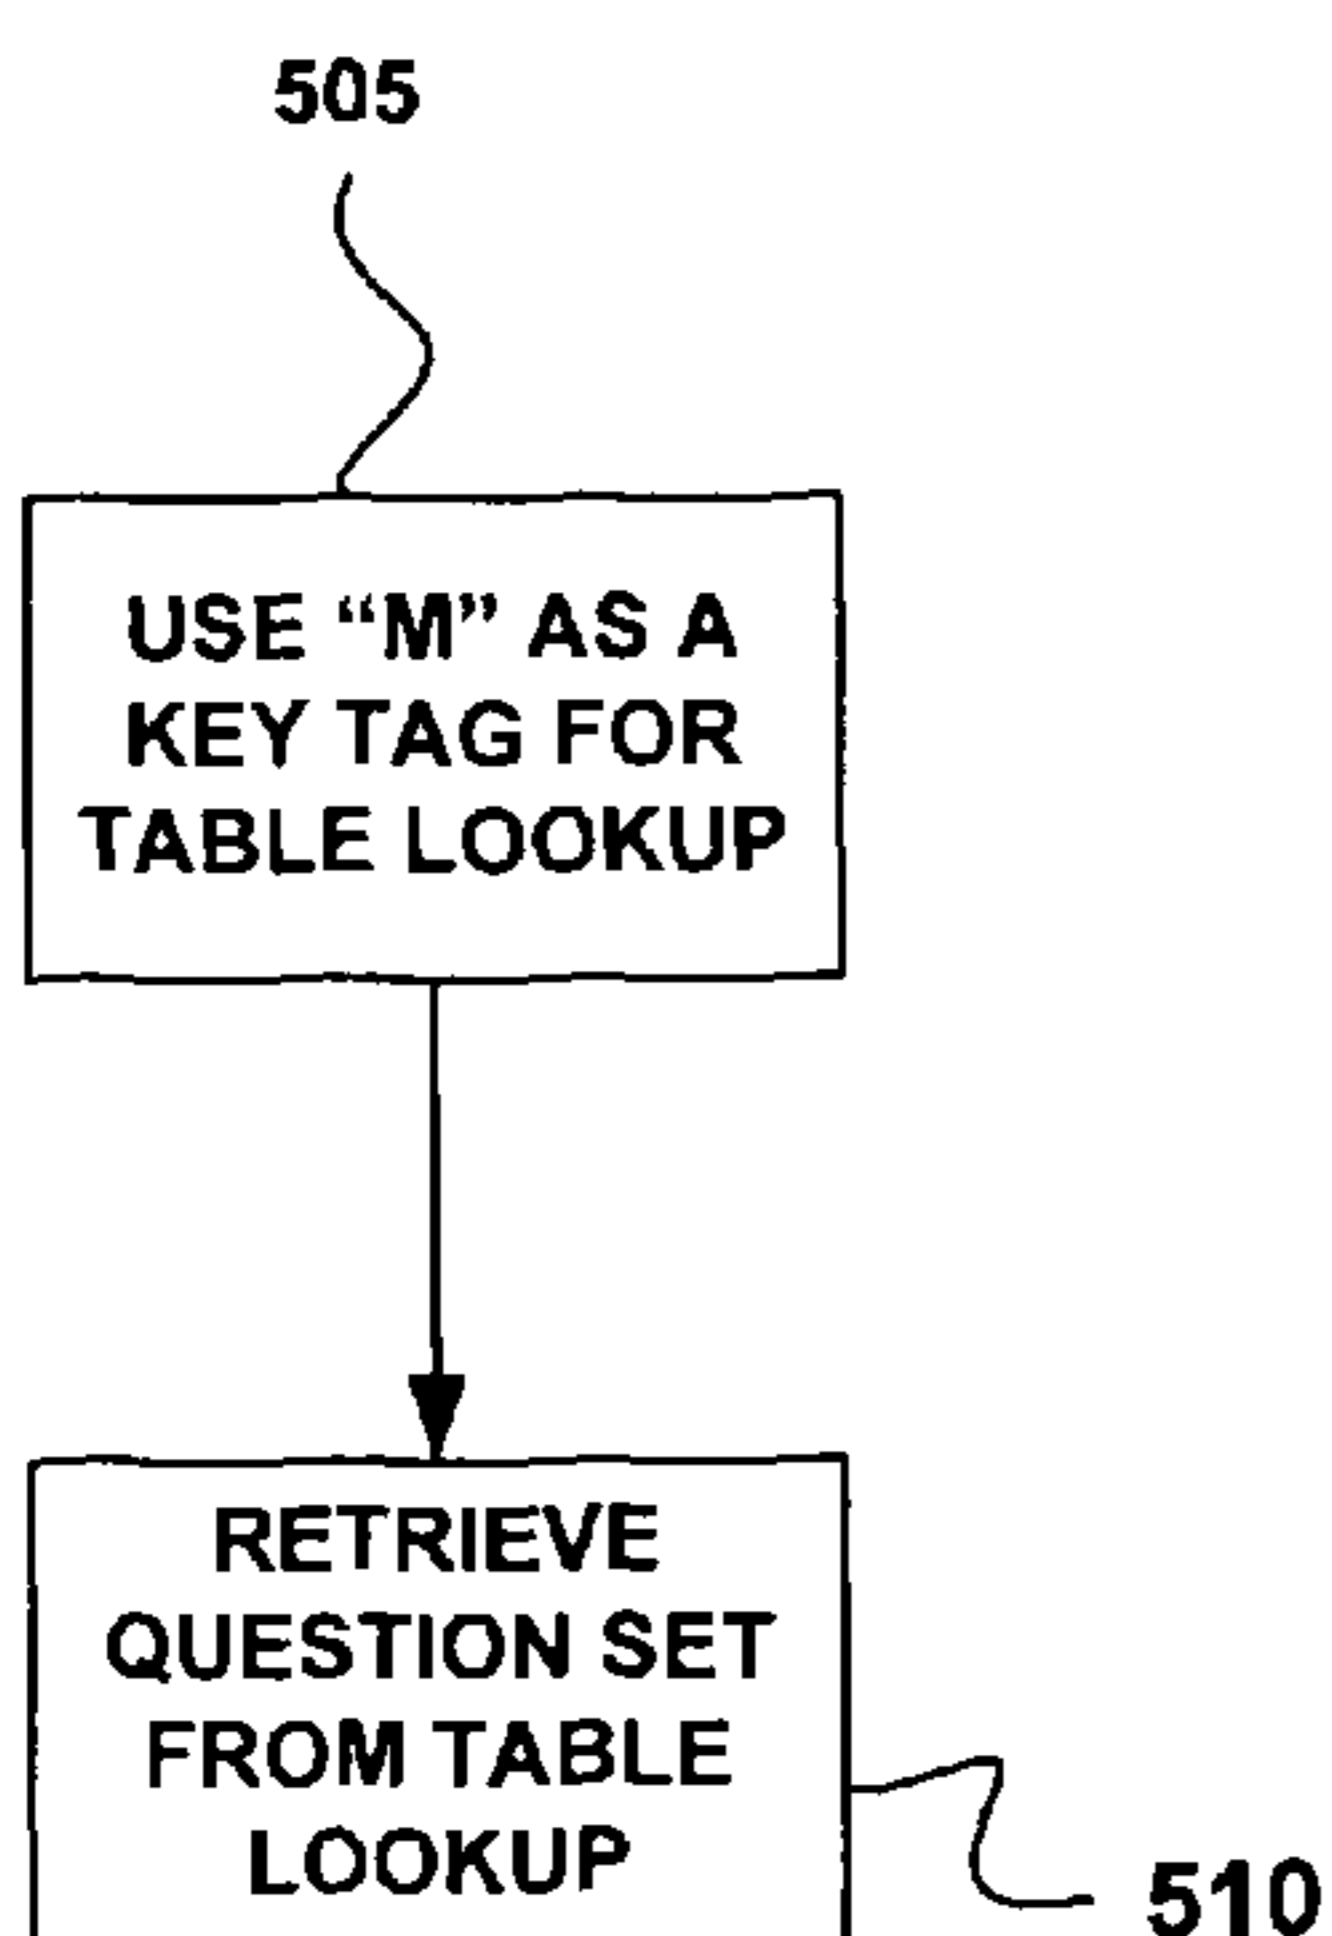 505
USE “M” AS A
KEY TAG FOR
TABLE LOOKUP
RETRIEVE
QUESTION SET
FROM TABLE
LOOKUP
510